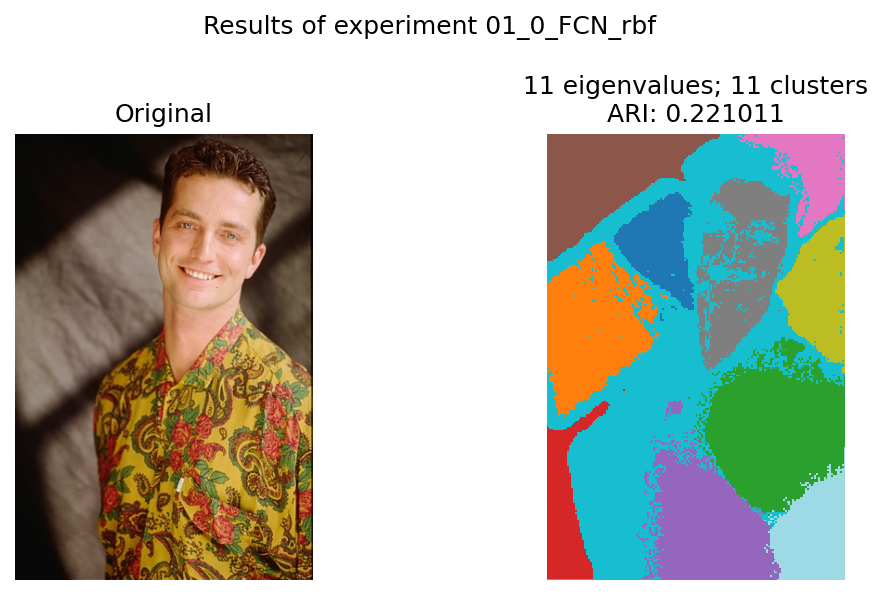 Results of experiment 01_0_FCN_rbf
Original
11 eigenvalues; 11 clusters
ARI: 0.221011